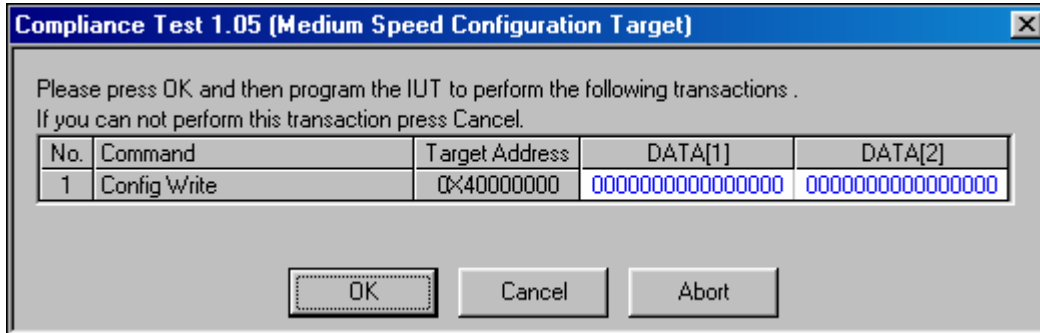 Compliance Test 1.05 (Medium Speed Configuration Target)
Please press OK and then program the IUT to perform the following transactions .
If you can not perform this transaction press Cancel.
No. Command Target Address DATA[1] DATA[2]
1 Config Write 0X40000000 0000000000000000 0000000000000000
OK Cancel Abort